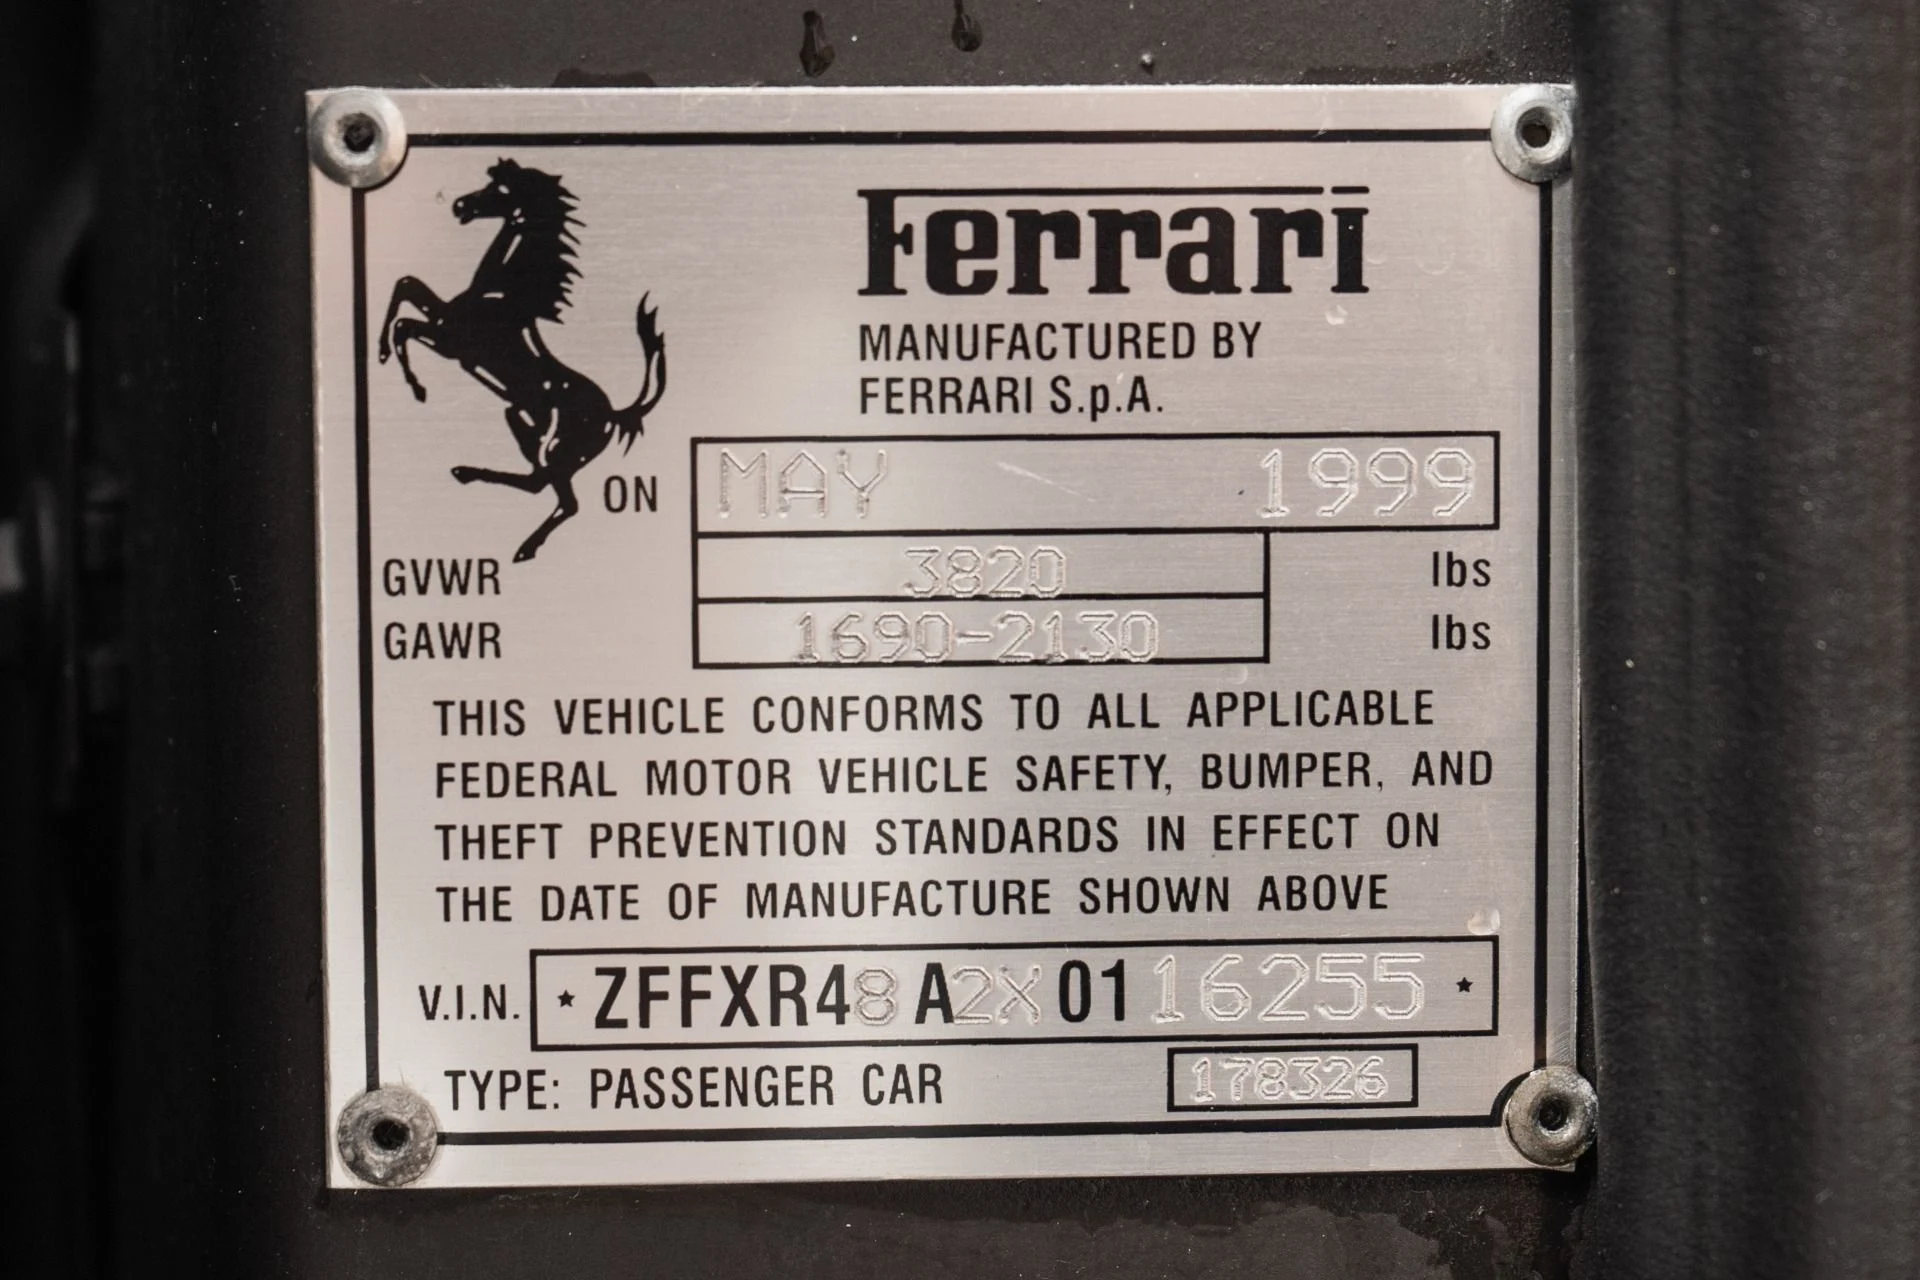 Ferrari
MANUFACTURED BY
FERRARI S.p.A.
ON MAY 1999
GVWR 3820 lbs
GAWR 1690-2130 lbs
THIS VEHICLE CONFORMS TO ALL APPLICABLE
FEDERAL MOTOR VEHICLE SAFETY, BUMPER, AND
THEFT PREVENTION STANDARDS IN EFFECT ON
THE DATE OF MANUFACTURE SHOWN ABOVE
V.I.N. ★ ZFFXR48A2X0116255 ★
TYPE: PASSENGER CAR 178326